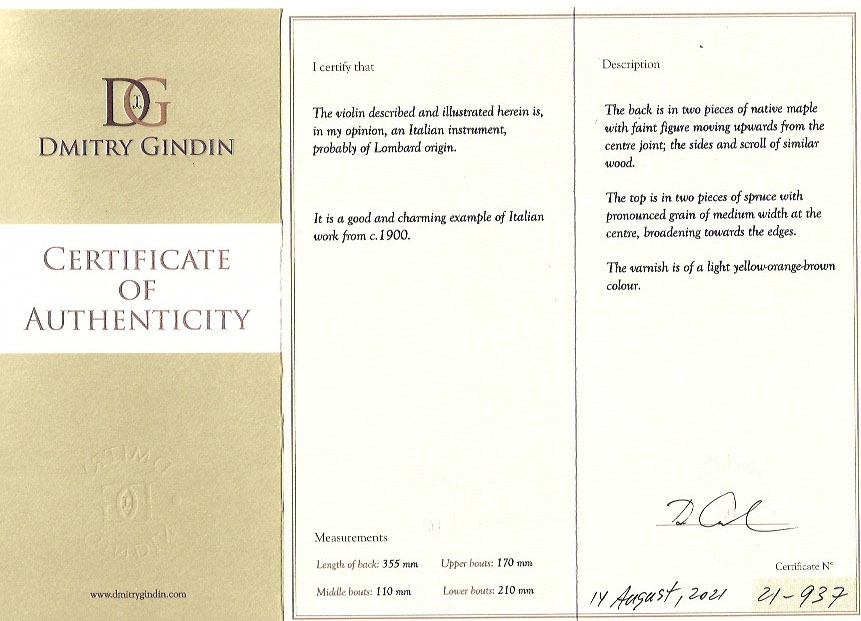 DG
DMITRY GINDIN
CERTIFICATE
OF
AUTHENTICITY
DMITRY
GINDIN
www.dmitrygindin.com
I certify that
The violin described and illustrated herein is,
in my opinion, an Italian instrument,
probably of Lombard origin.
It is a good and charming example of Italian
work from c.1900.
Measurements
Length of back: 355 mm Upper bouts: 170 mm
Middle bouts: 110 mm Lower bouts: 210 mm
Description
The back is in two pieces of native maple
with faint figure moving upwards from the
centre joint; the sides and scroll of similar
wood.
The top is in two pieces of spruce with
pronounced grain of medium width at the
centre, broadening towards the edges.
The varnish is of a light yellow-orange-brown
colour.
Certificate N°
14 August, 2021 21-937